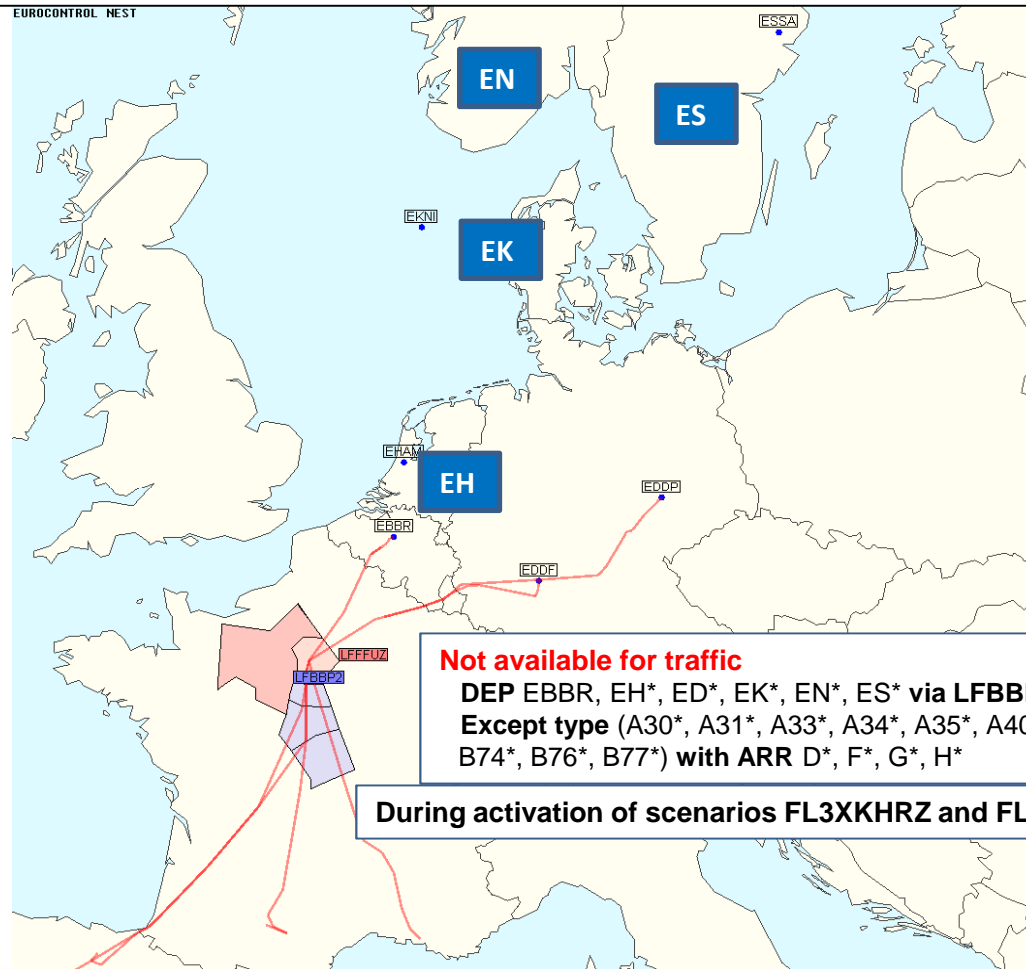 EUROCONTROL NEST
ESSA
EN
ES
EKNI
EK
EHAM
EH
EDDP
EBBR
EDDF
LFFFUZ
LFBBP2
Not available for traffic
DEP EBBR, EH*, ED*, EK*, EN*, ES* via
Except type (A30*, A31*, A33*, A34*, A35*,
B74*, B76*, B77*) with ARR D*, F*, G*, H*
During activation of scenarios FL3XKHRZ and